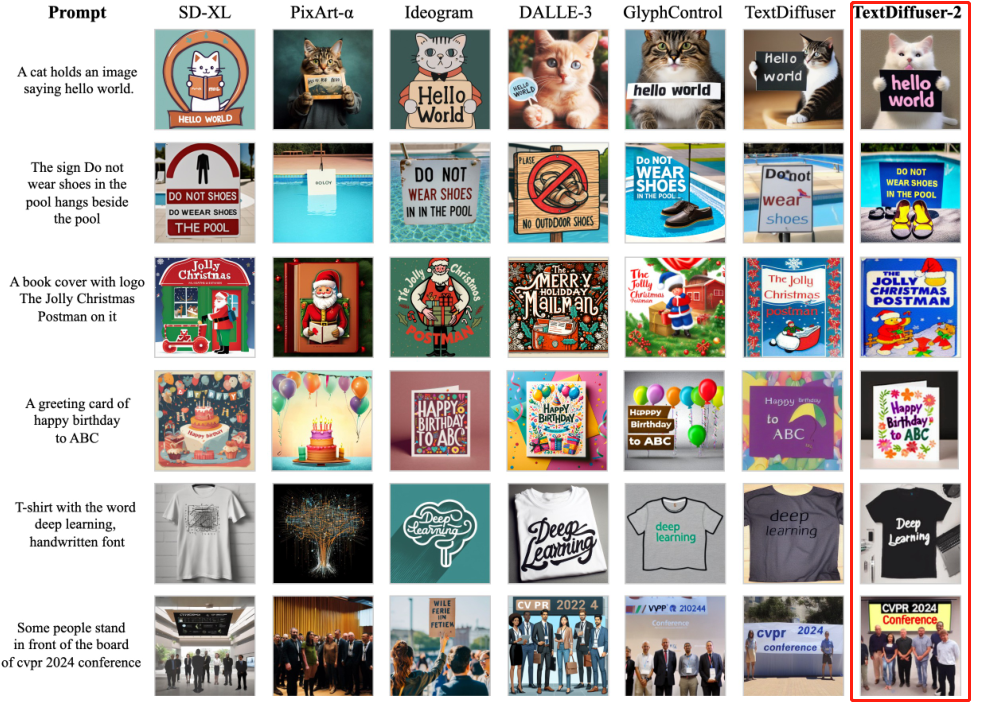 Prompt SD-XL PixArt-α Ideogram DALLE-3 GlyphControl TextDiffuser TextDiffuser-2
A cat holds an image
saying hello world.
HELLO WORLD
Hello
World
HELLO
WORLD
hello world
Hello
world
hello
world
The sign Do not
wear shoes in the
pool hangs beside
the pool
DO NOT SHOES
DO WEEAR SHOES
THE POOL
DO NOT
WEAR SHOES
IN IN THE POOL
PLASE
NO OUTDDOOR SHOES
DO NOT
WEAR
SHOES
IN THE POOL
Do not
wear
shoes
DO NOT
WEAR SHOES
IN THE POOL
A book cover with logo
The Jolly Christmas
Postman on it
Jolly
Christmas
The Jolly Christmas
POSTMAN
The
MERRY
HOLIDDAY
MAILMAN
The
Jollly
Christmas
Postman
The Jolly
Christmas
postman
THE
JOLLY
CHRISTMAS
POSTMAN
A greeting card of
happy birthday
to ABC
HAPPY
BIRTHDAY
to ABC
HAPPY
BIRTHDAY
Happy
Birthday
to ABC
Happy Birthday
to
ABC
Happy
Birthday
to ABC
T-shirt with the word
deep learning,
handwritten font
Deep
Learning
Deep
Learning
deep
learning
deep
learning
Deep
Learning
Some people stand
in front of the board
of cvpr 2024 conference
WILE
FERIE
IUM
FETIEN
CV PR 2022 4
VVPP 210244
Conference
cvpr 2024
conference
CVPR 2024
Conference